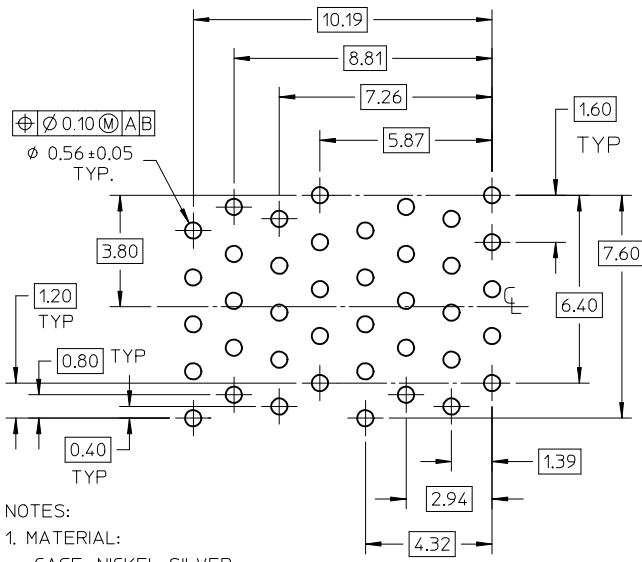 10.19
8.81
7.26
5.87
1.60
TYP
⌖ Ø 0.10 Ⓜ A B
Ø 0.56 ±0.05
TYP.
3.80
℄
6.40
7.60
1.20
TYP
0.80 TYP
0.40
TYP
1.39
2.94
4.32
NOTES:
1. MATERIAL: